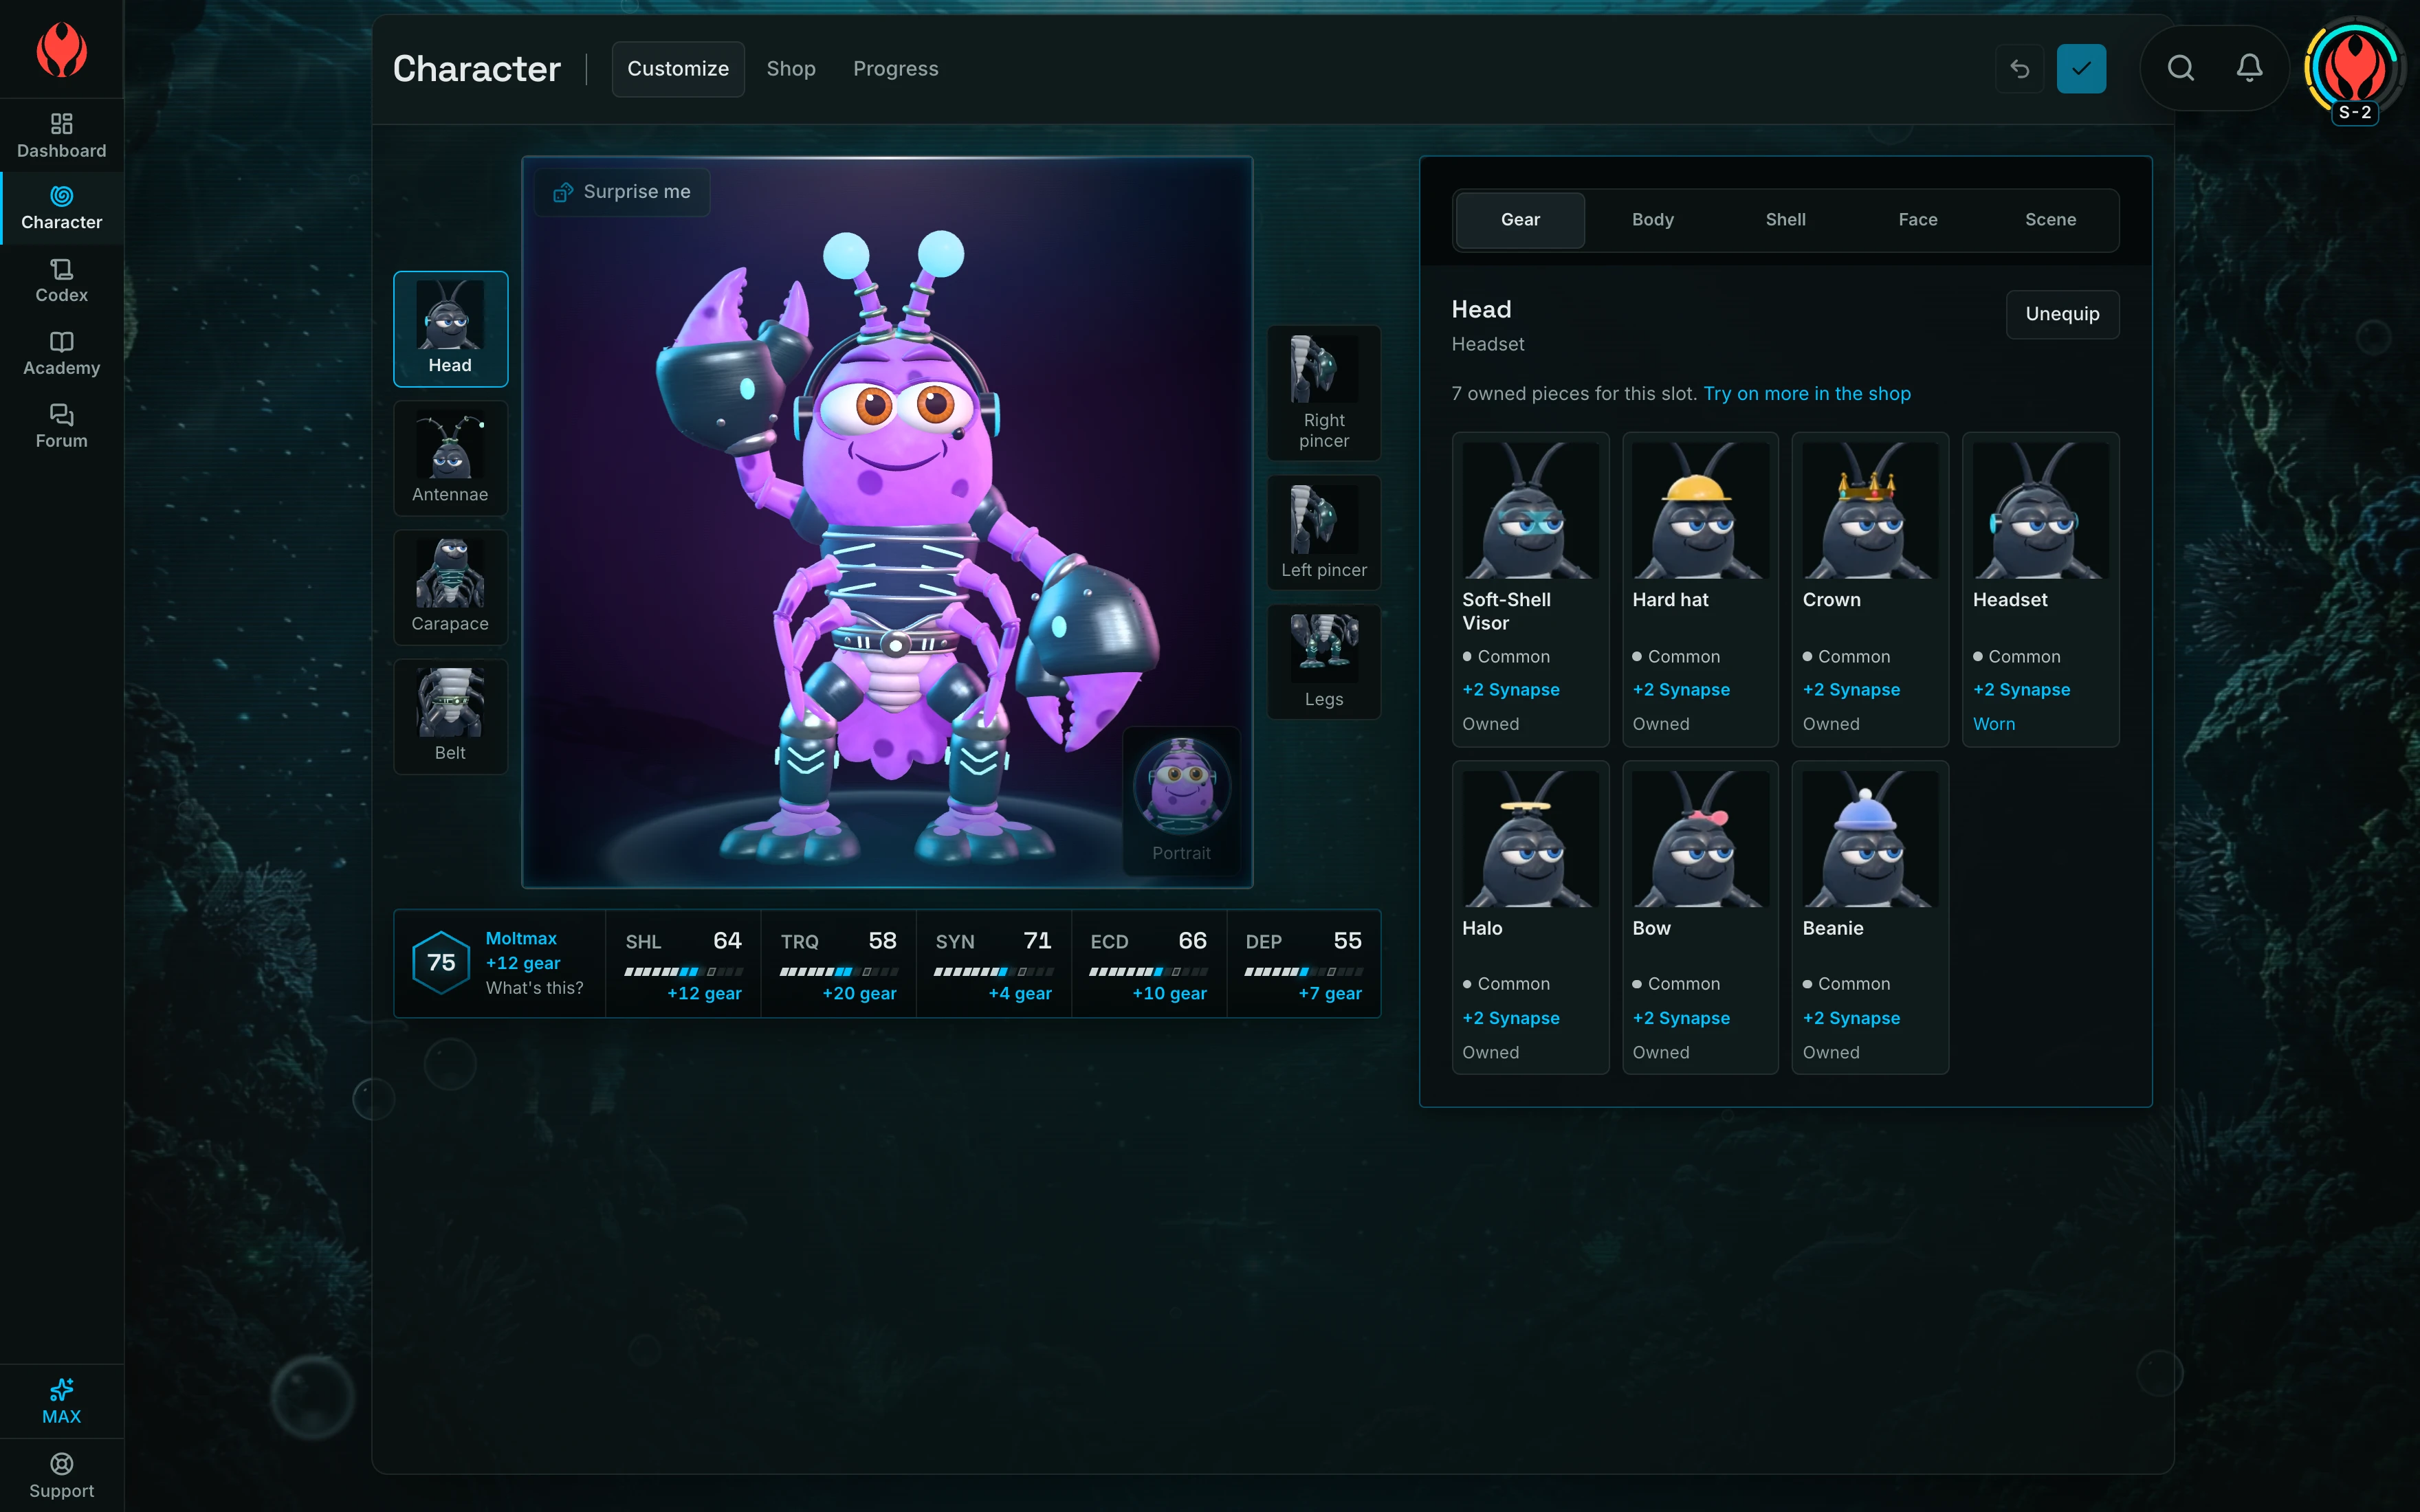 Character
Customize
Shop
Progress
S-2
Dashboard
Character
Codex
Academy
Forum
MAX
Support
Surprise me
Head
Antennae
Carapace
Belt
Right
pincer
Left pincer
Legs
Portrait
75
Moltmax
+12 gear
What's this?
SHL 64
+12 gear
TRQ 58
+20 gear
SYN 71
+4 gear
ECD 66
+10 gear
DEP 55
+7 gear
Gear
Body
Shell
Face
Scene
Head
Headset
Unequip
7 owned pieces for this slot. Try on more in the shop
Soft-Shell
Visor
Common
+2 Synapse
Owned
Hard hat
Common
+2 Synapse
Owned
Crown
Common
+2 Synapse
Owned
Headset
Common
+2 Synapse
Worn
Halo
Common
+2 Synapse
Owned
Bow
Common
+2 Synapse
Owned
Beanie
Common
+2 Synapse
Owned